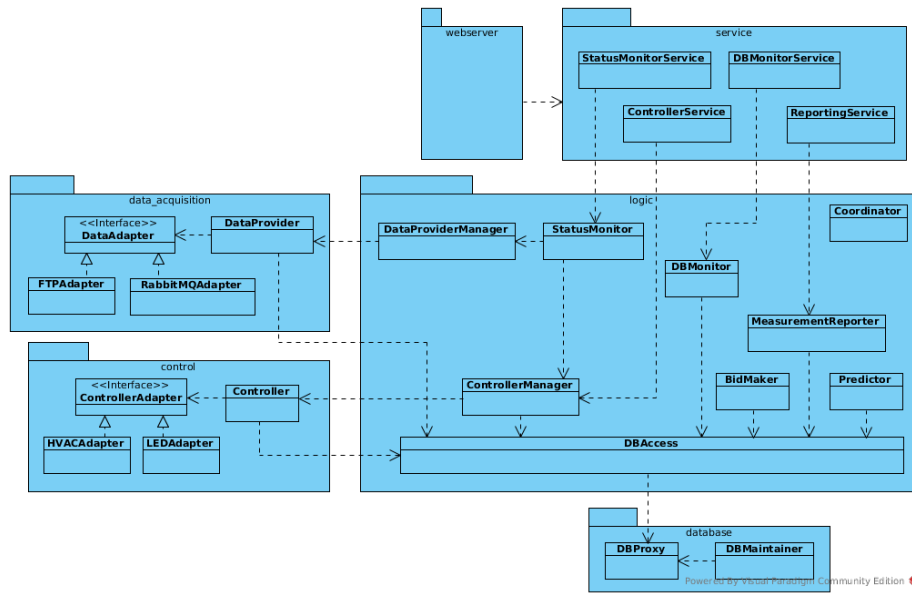 webserver
service
StatusMonitorService
DBMonitorService
ControllerService
ReportingService
data_acquisition
<<Interface>>
DataAdapter
DataProvider
FTPAdapter
RabbitMQAdapter
logic
DataProviderManager
StatusMonitor
Coordinator
DBMonitor
MeasurementReporter
ControllerManager
BidMaker
Predictor
DBAccess
control
<<Interface>>
ControllerAdapter
Controller
HVACAdapter
LEDAdapter
database
DBProxy
DBMaintainer
Powered By Visual Paradigm Community Edition